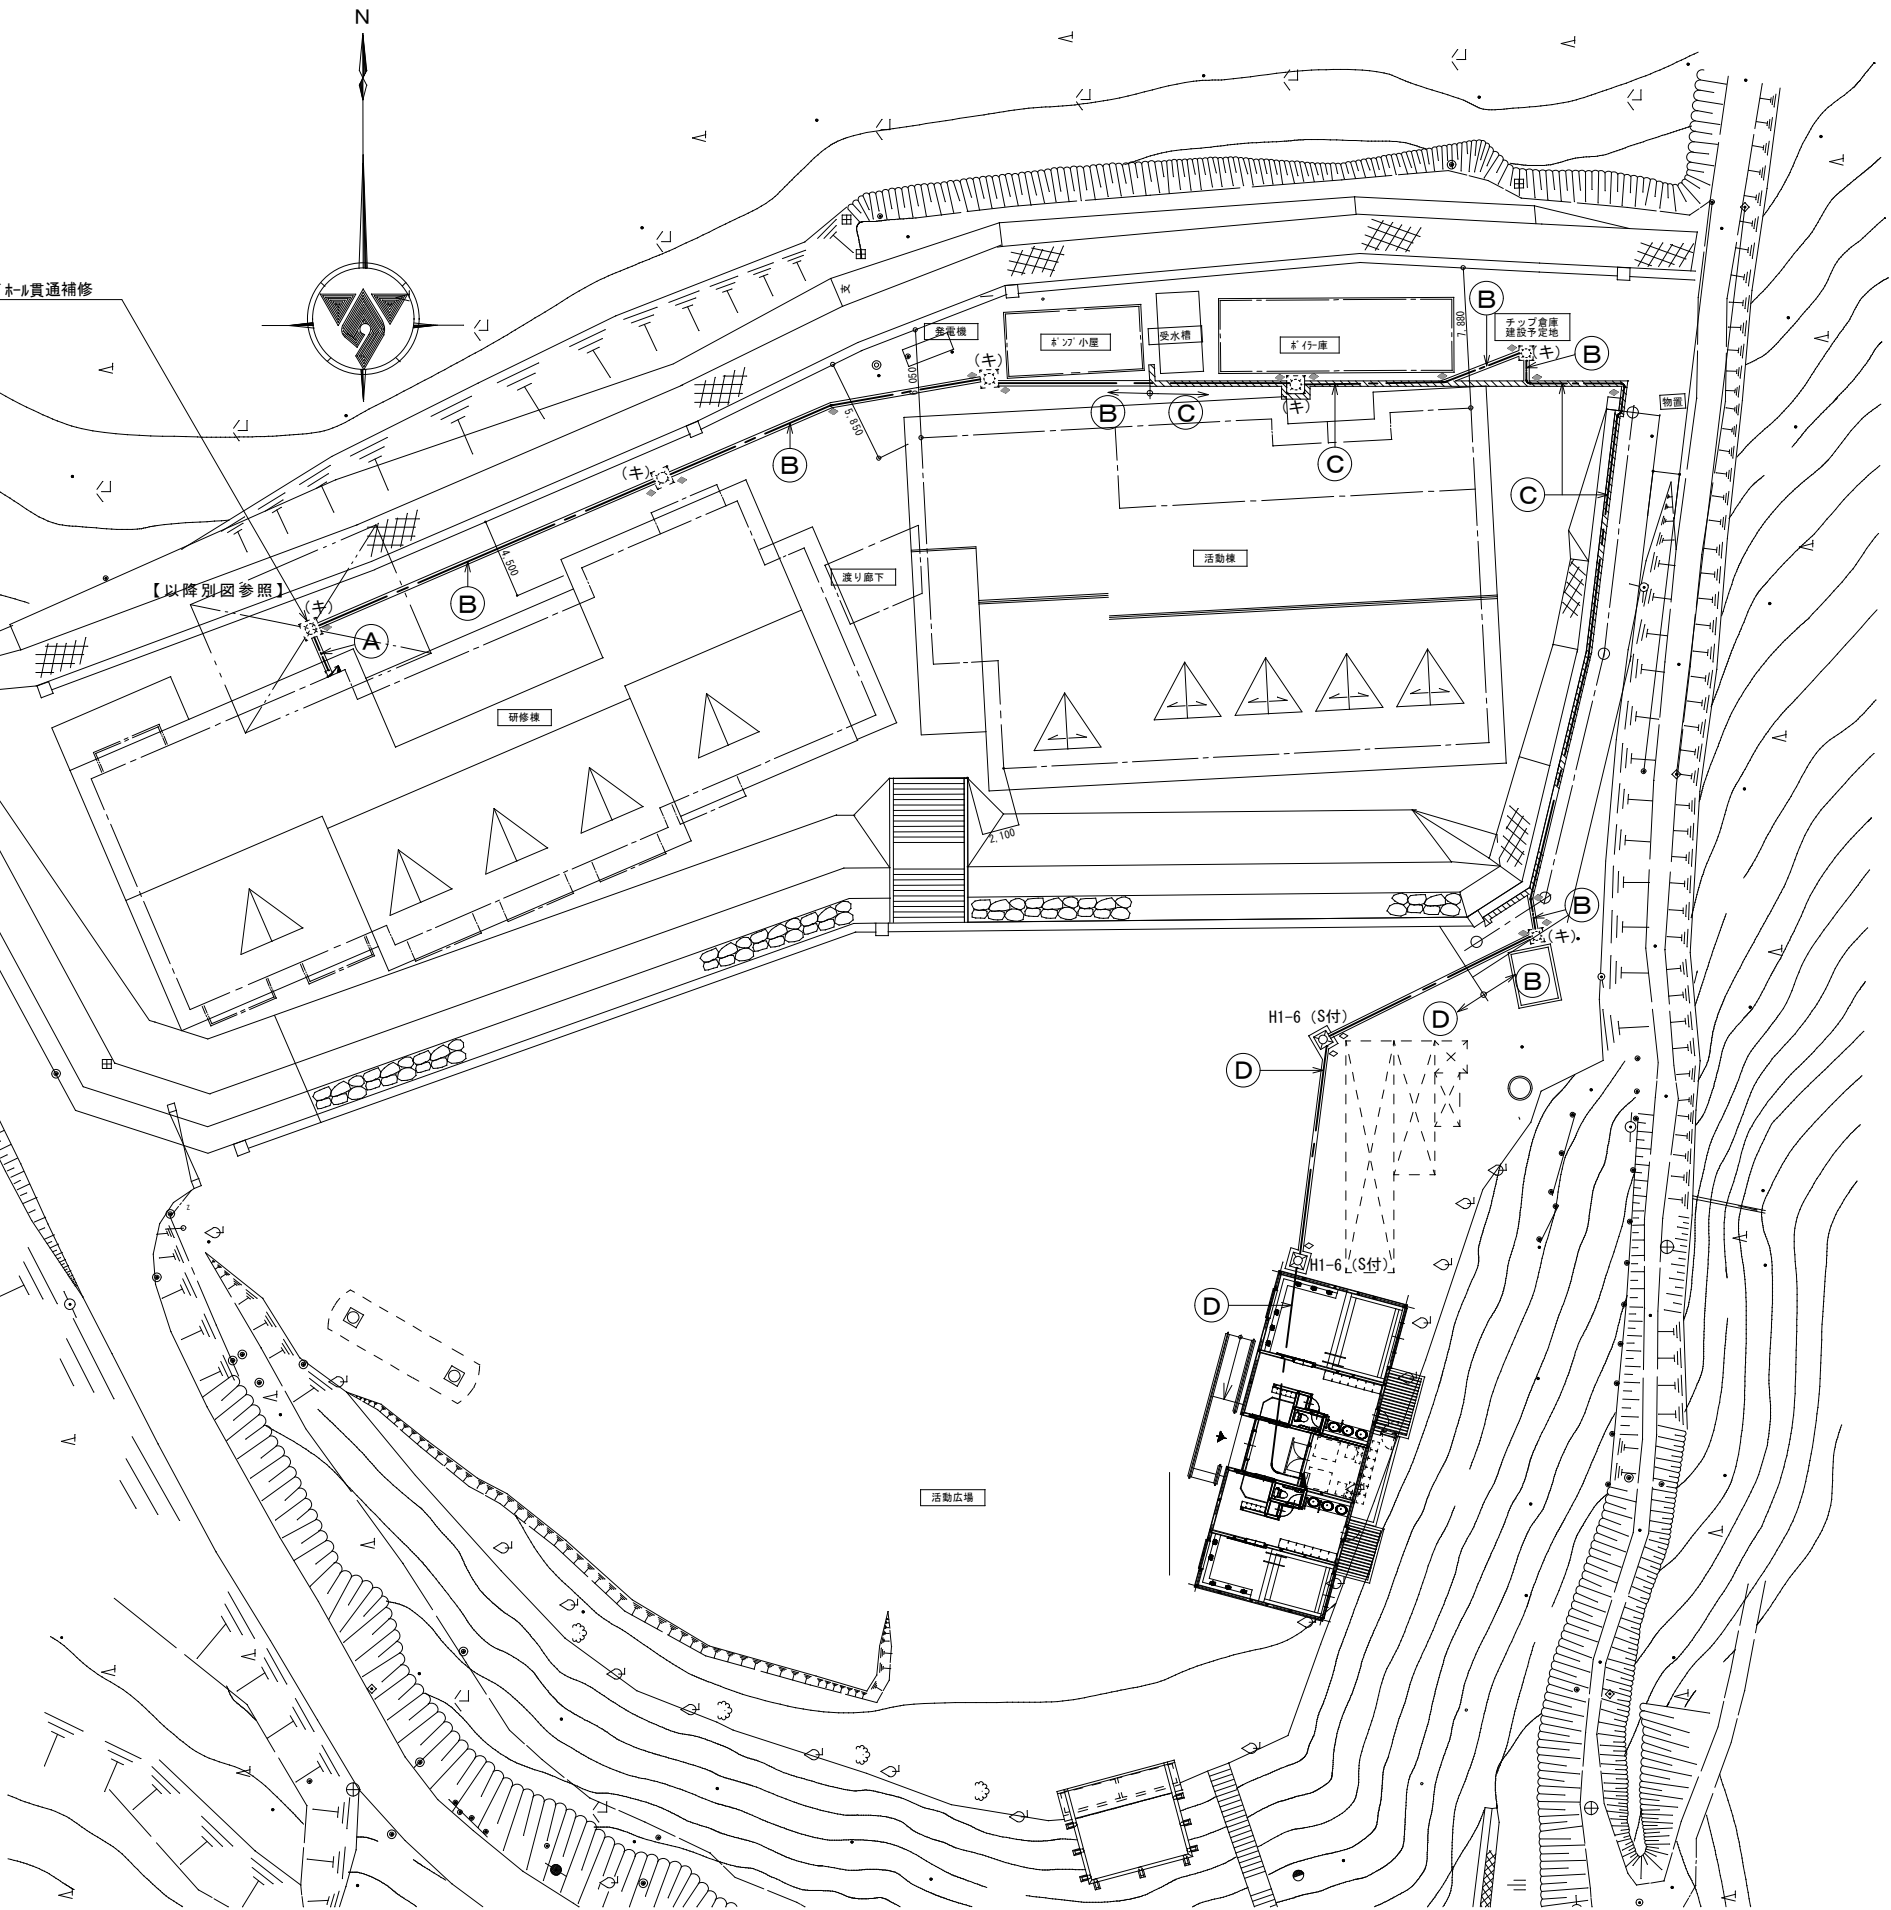 N
ﾎｰﾙ貫通補修
支
発電機
ﾎﾟﾝﾌﾟ小屋
受水槽
ﾎﾞｲﾗｰ庫
7,880
B
チップ倉庫
建設予定地
(キ)
B
物置
(キ)
5,850
B
C
(キ)
C
C
(キ)
B
4,500
B
【以降別図参照】
(キ)
A
渡り廊下
活動棟
研修棟
2,100
B
(キ)
B
D
H1-6 (S付)
D
H1-6 (S付)
D
活動広場